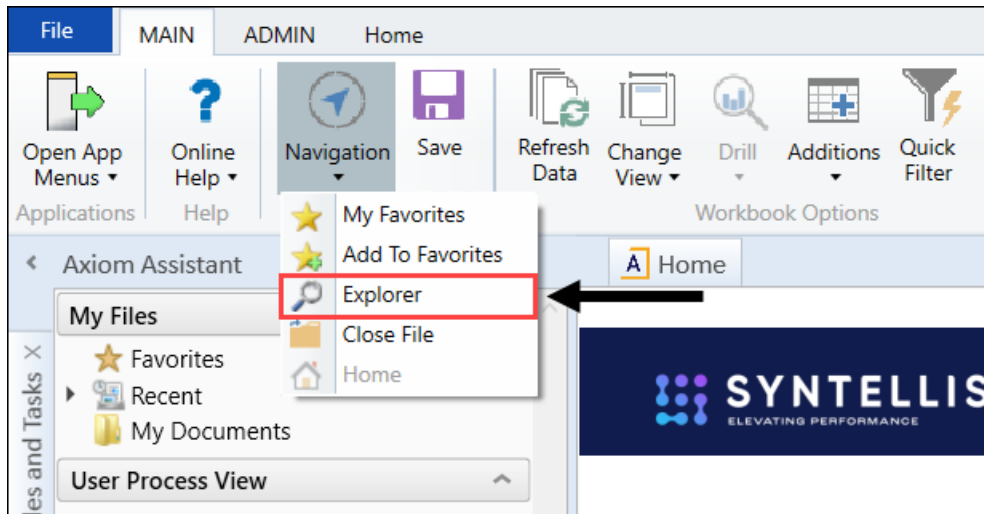 File MAIN ADMIN Home
Open App Menus
Online Help
Navigation
Save
Refresh Data
Change View
Drill
Additions
Quick Filter
Applications
Help
Workbook Options
My Favorites
Add To Favorites
Explorer
Close File
Home
Axiom Assistant
A Home
My Files
Favorites
Recent
My Documents
User Process View
and Tasks
SYNTELLIS
ELEVATING PERFORMANCE